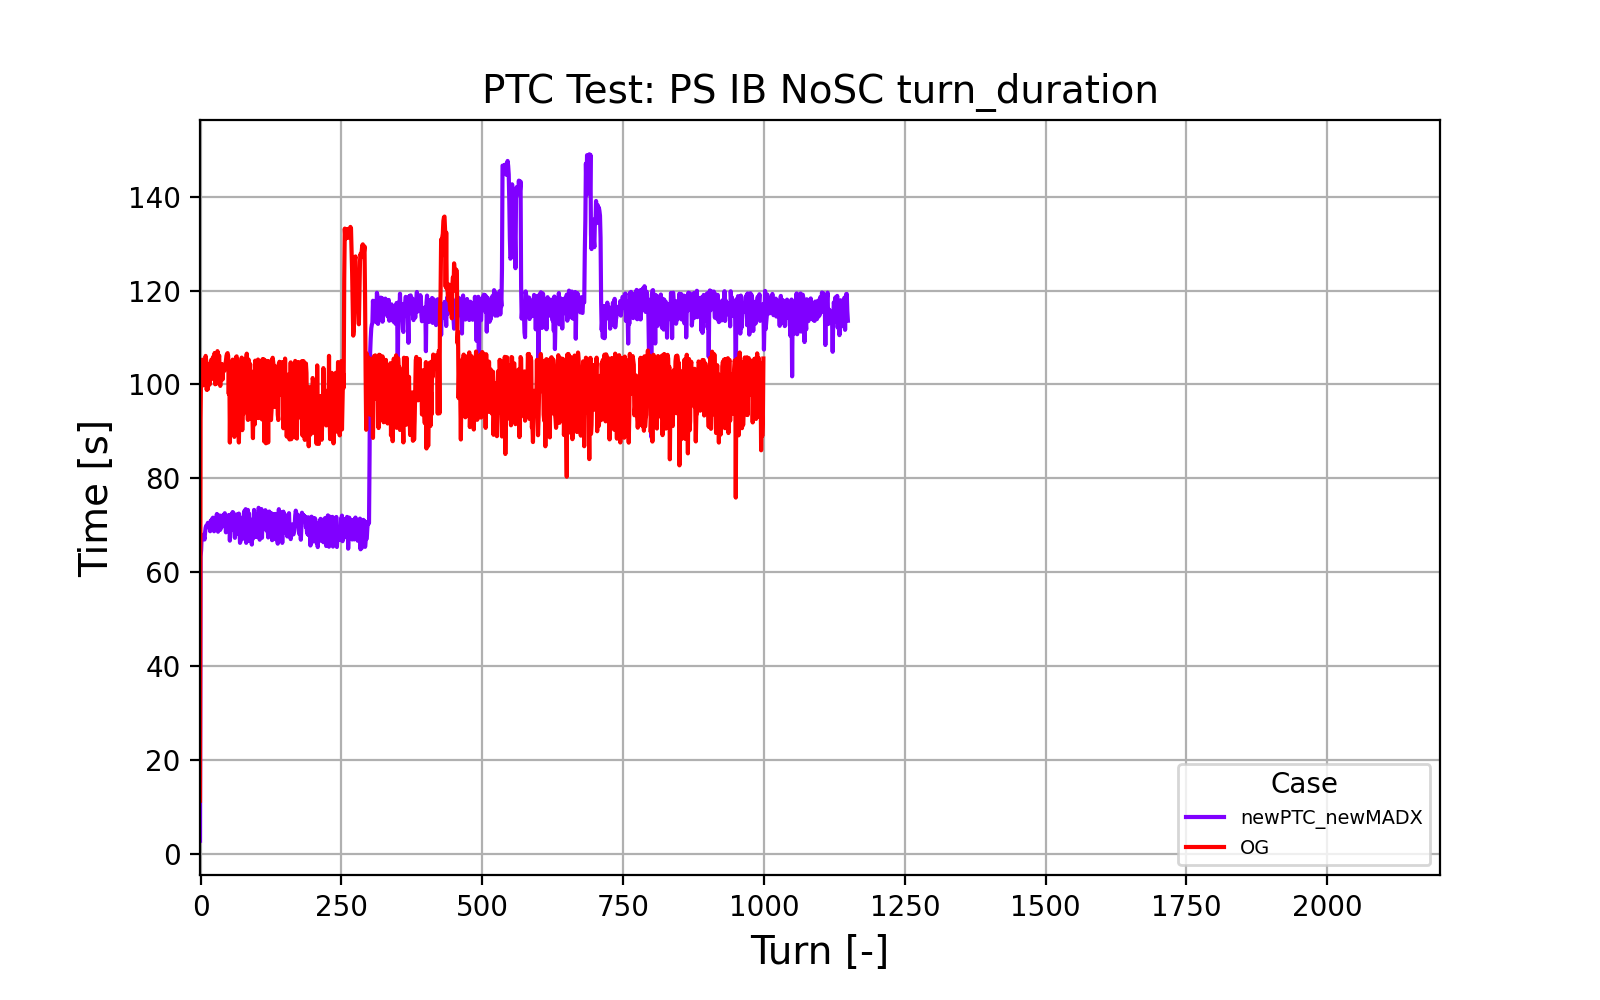 PTC Test: PS IB NoSC turn_duration
Time [s]
140
120
100
80
60
40
20
0
0 250 500 750 1000 1250 1500 1750 2000
Turn [-]
Case
newPTC_newMADX
OG